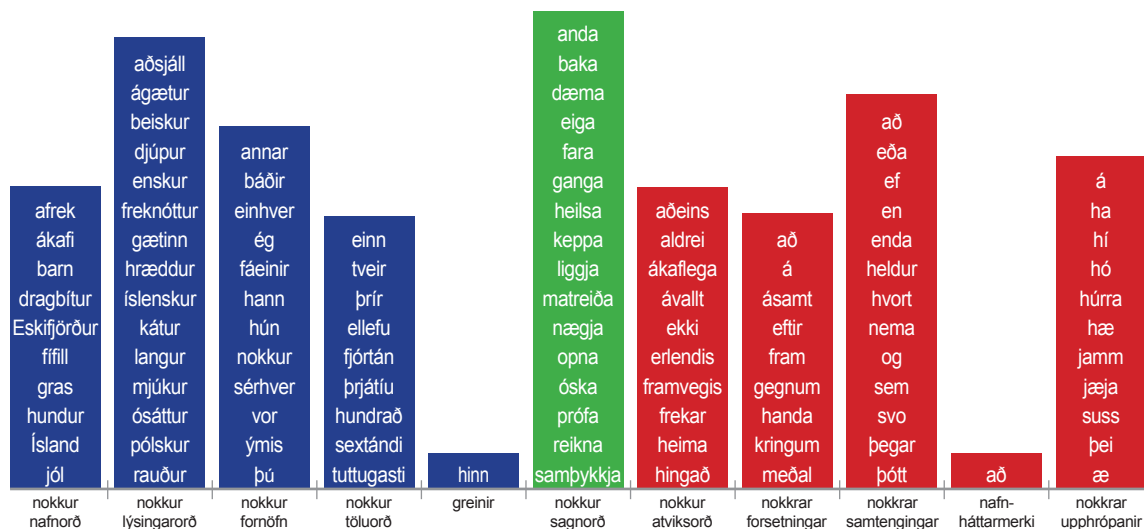 afrek
ákafi
barn
dragbítur
Eskifjörður
fífill
gras
hundur
Ísland
jól
nokkur
nafnorð
aðsjáll
ágætur
beiskur
djúpur
enskur
freknóttur
gætinn
hræddur
íslenskur
kátur
langur
mjúkur
ósáttur
pólskur
rauður
nokkur
lýsingarorð
annar
báðir
einhver
ég
fáeinir
hann
hún
nokkur
sérhver
vor
ýmis
þú
nokkur
fornöfn
einn
tveir
þrír
ellefu
fjórtán
þrjátíu
hundrað
sextándi
tuttugasti
nokkur
töluorð
hinn
greinir
anda
baka
dæma
eiga
fara
ganga
heilsa
keppa
liggja
matreiða
nægja
opna
óska
prófa
reikna
samþykkja
nokkur
sagnorð
aðeins
aldrei
ákaflega
ávallt
ekki
erlendis
framvegis
frekar
heima
hingað
nokkur
atviksorð
að
á
ásamt
eftir
fram
gegnum
handa
kringum
meðal
nokkrar
forsetningar
að
eða
ef
en
enda
heldur
hvort
nema
og
sem
svo
þegar
þótt
nokkrar
samtengingar
að
nafn-
háttarmerki
á
ha
hí
hó
húrra
hæ
jamm
jæja
suss
þei
æ
nokkrar
upphrópanir